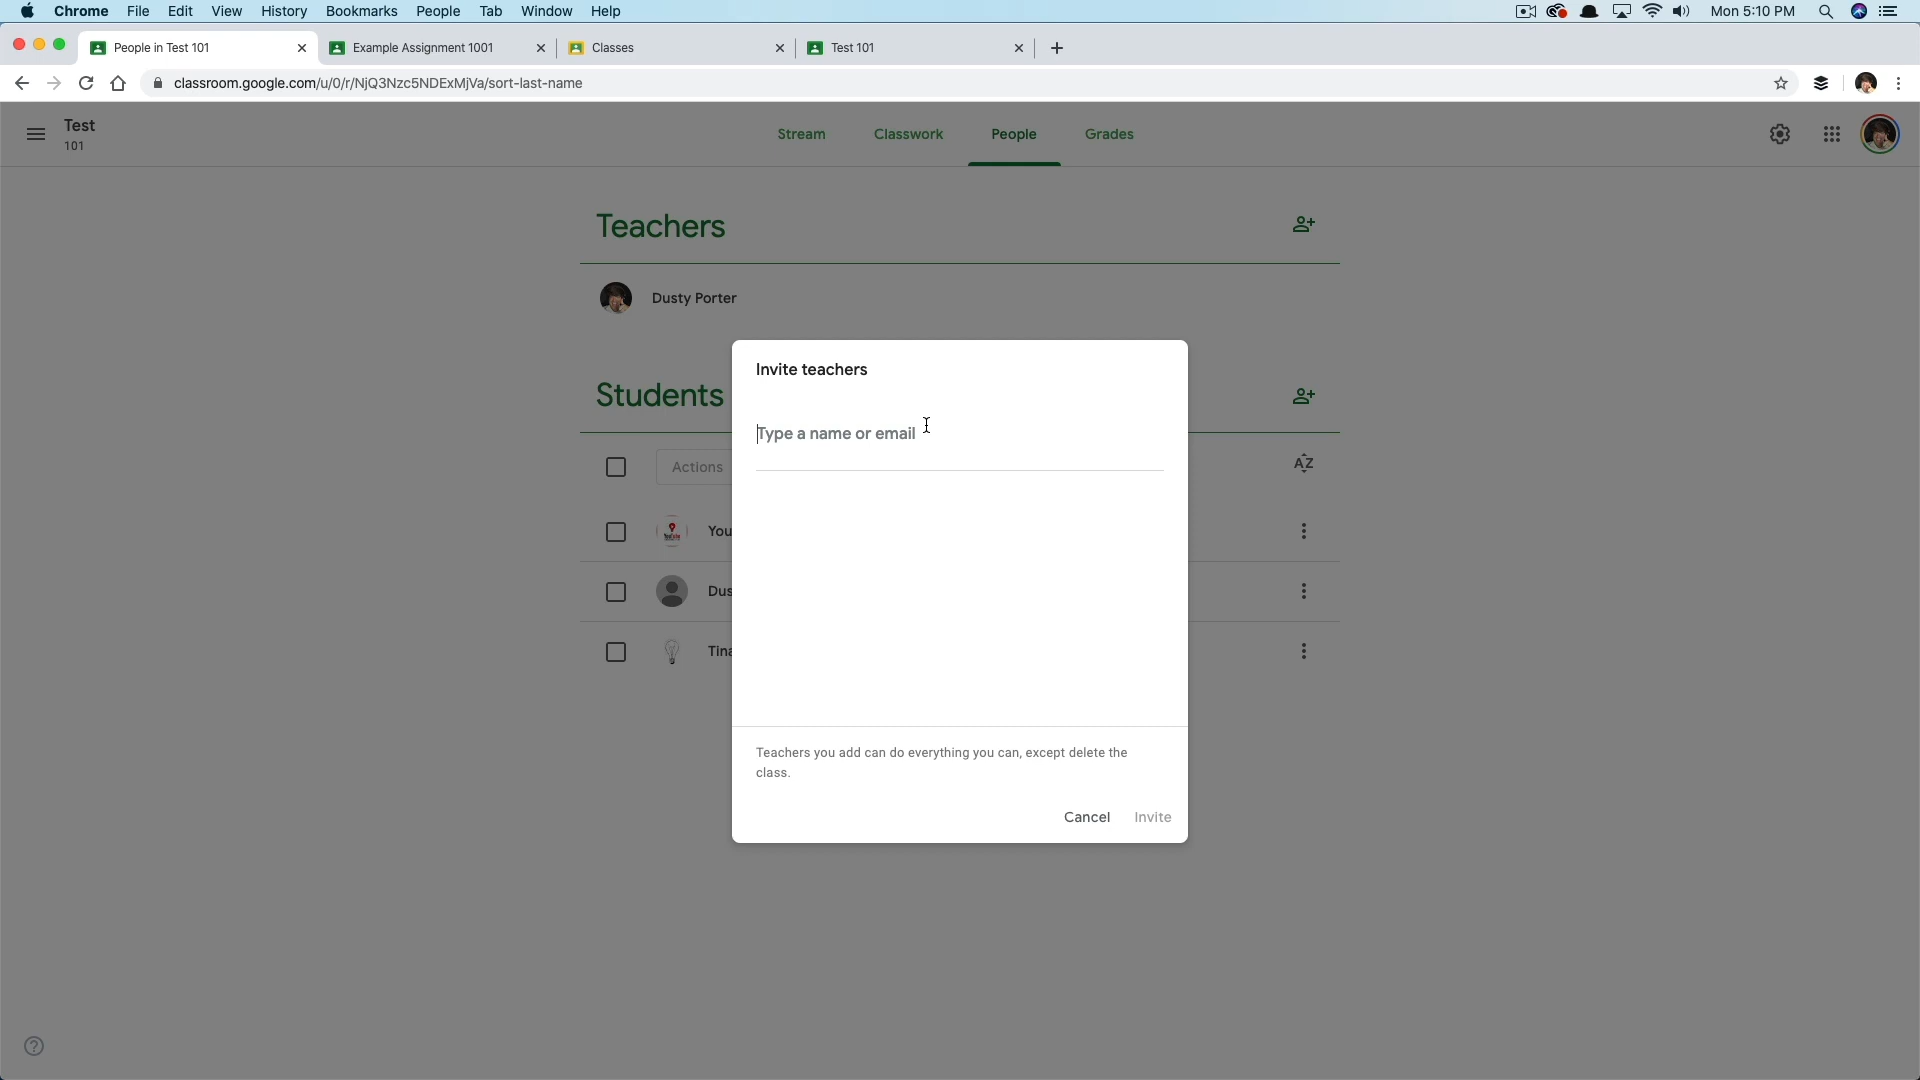 Chrome File Edit View History Bookmarks People Tab Window Help
Mon 5:10 PM
People in Test 101
Example Assignment 1001
Classes
Test 101
classroom.google.com/u/0/r/NjQ3Nzc5NDExMjVa/sort-last-name
Test
101
Stream
Classwork
People
Grades
Teachers
Dusty Porter
Students
Actions
AZ
You
Dus
Tina
Invite teachers
Type a name or email
Teachers you add can do everything you can, except delete the
class.
Cancel
Invite